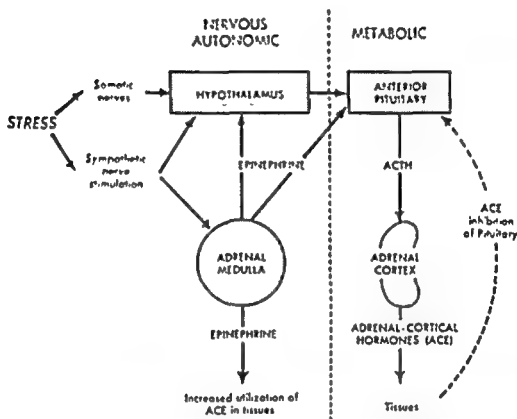 NERVOUS
AUTONOMIC
METABOLIC
STRESS
Somatic
nerves
HYPOTHALAMUS
ANTERIOR
PITUITARY
Sympathetic
nerve
stimulation
EPINEPHRINE
ACTH
ACE
inhibition
of Pituitary
ADRENAL
MEDULLA
ADRENAL
CORTEX
EPINEPHRINE
ADRENAL-CORTICAL
HORMONES (ACE)
Increased utilization of
ACE in tissues
Tissues